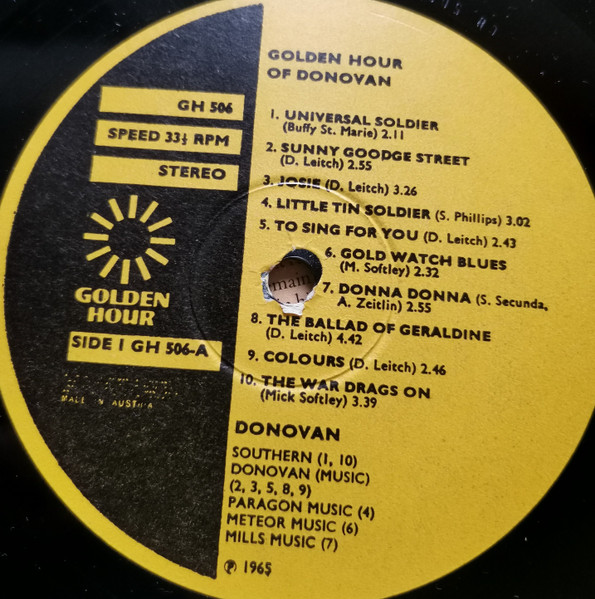 GH 506
SPEED 33⅓ RPM
STEREO
GOLDEN
HOUR
SIDE 1 GH 506-A
GOLDEN HOUR
OF DONOVAN
1. UNIVERSAL SOLDIER
(Buffy St. Marie) 2.11
2. SUNNY GOODGE STREET
(D. Leitch) 2.55
3. JOSIE (D. Leitch) 3.26
4. LITTLE TIN SOLDIER (S. Phillips) 3.02
5. TO SING FOR YOU (D. Leitch) 2.43
6. GOLD WATCH BLUES
(M. Softley) 2.32
7. DONNA DONNA (S. Secunda,
A. Zeitlin) 2.55
8. THE BALLAD OF GERALDINE
(D. Leitch) 4.42
9. COLOURS (D. Leitch) 2.46
10. THE WAR DRAGS ON
(Mick Softley) 3.39
DONOVAN
SOUTHERN (1, 10)
DONOVAN (MUSIC)
(2, 3, 5, 8, 9)
PARAGON MUSIC (4)
METEOR MUSIC (6)
MILLS MUSIC (7)
℗ 1965
main